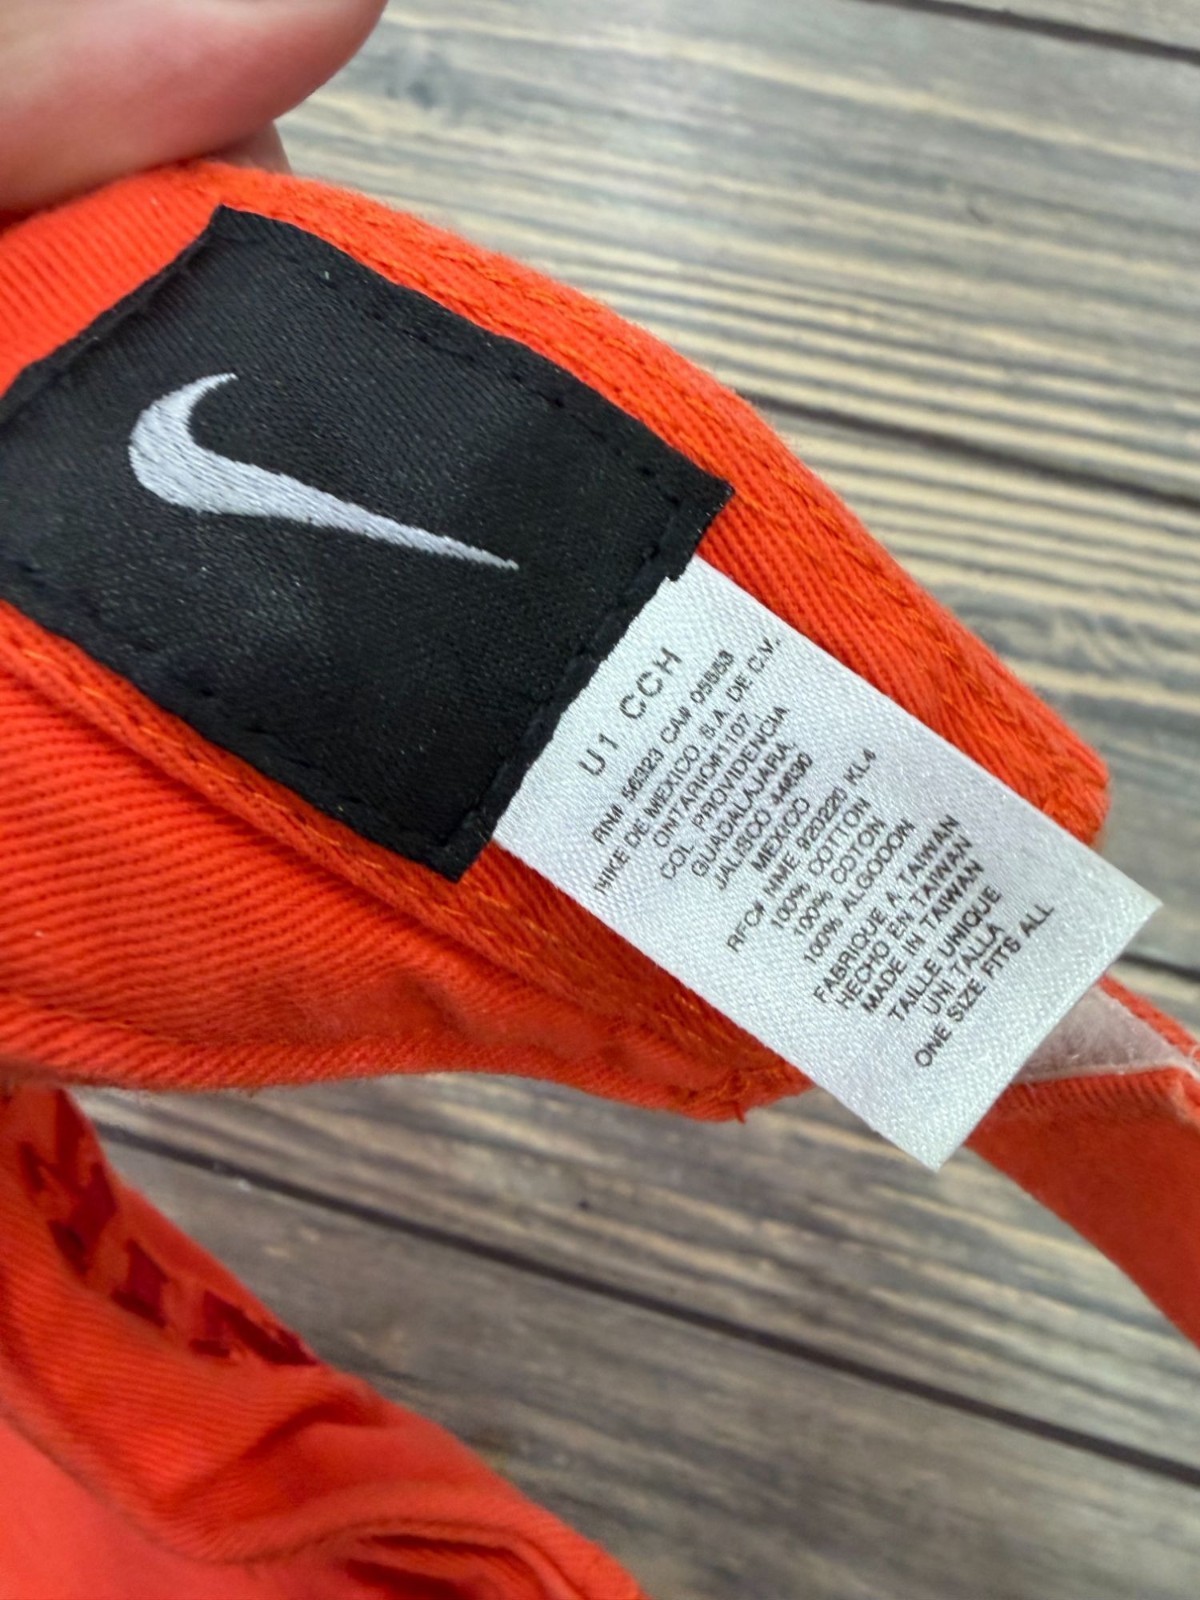 U1 CCH
RN# 56323 CA# 05553
NIKE DE MEXICO, S.A. DE C.V.
ONTARIO#1107
COL. PROVIDENCIA
GUADALAJARA,
JALISCO 44630
MEXICO
RFC# NME 920220 KL4
100% COTTON
100% COTON
100% ALGODON
FABRIQUE A TAIWAN
HECHO EN TAIWAN
MADE IN TAIWAN
TAILLE UNIQUE
UNI TALLA
ONE SIZE FITS ALL